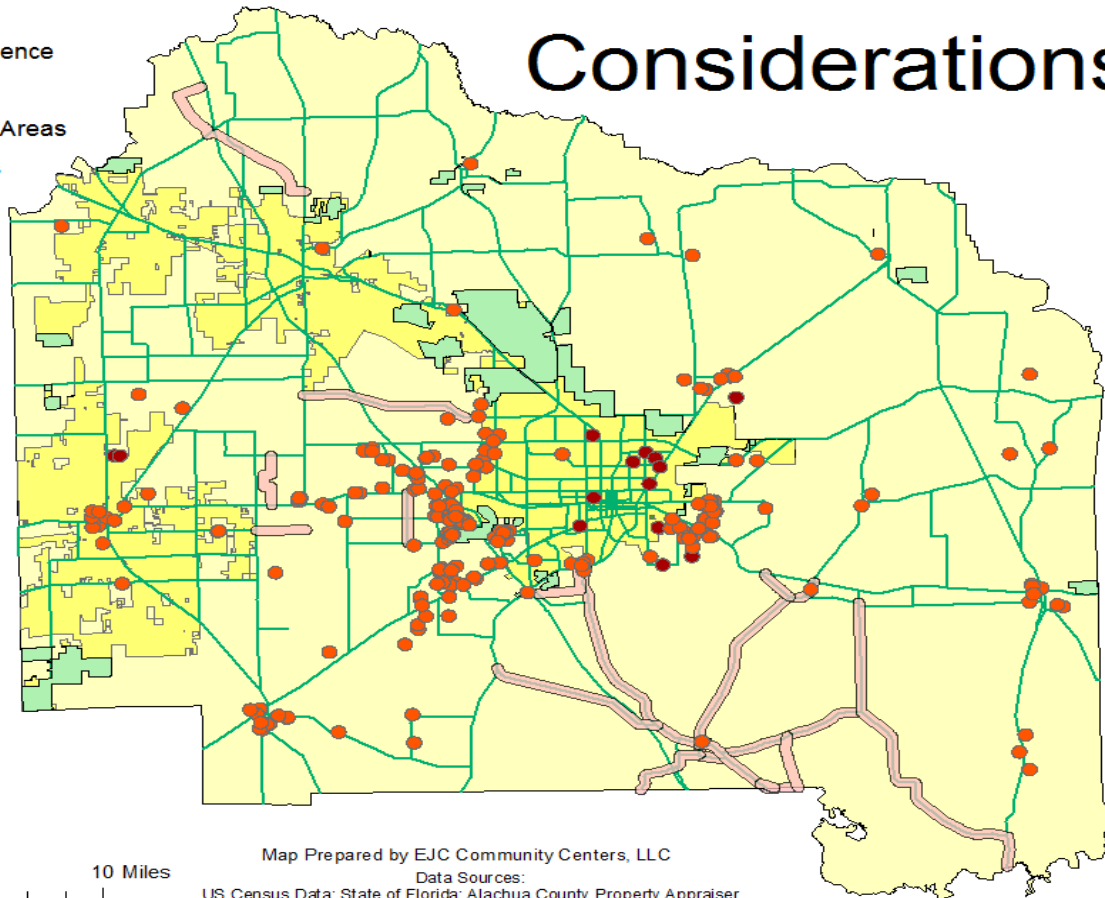 ence
Considerations
Areas
Map Prepared by EJC Community Centers, LLC
10 Miles
Data Sources:
US Census Data; State of Florida; Alachua County Property Appraiser